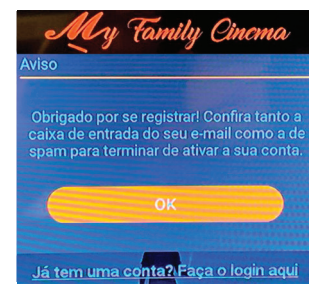 My Family Cinema
Aviso
Obrigado por se registrar! Confira tanto a
caixa de entrada do seu e-mail como a de
spam para terminar de ativar a sua conta.
OK
Já tem uma conta? Faça o login aqui